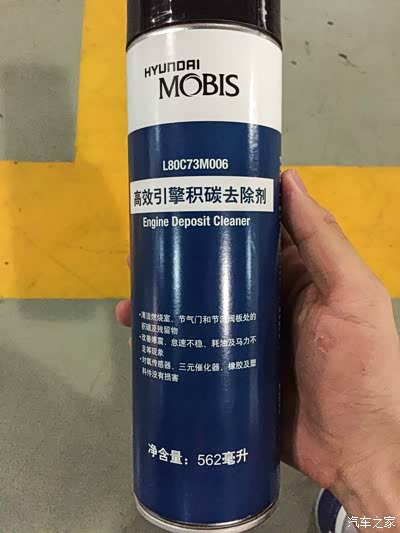 HYUNDAI
MOBIS
L80C73M006
高效引擎积碳去除剂
Engine Deposit Cleaner
·清洁燃烧室、节气门和节流阀板处的
积碳及残留物
·改善爆震、怠速不稳、耗油及马力不
足等现象
·对氧传感器、三元催化器、橡胶及塑
料件没有损害
净含量：562毫升
汽车之家